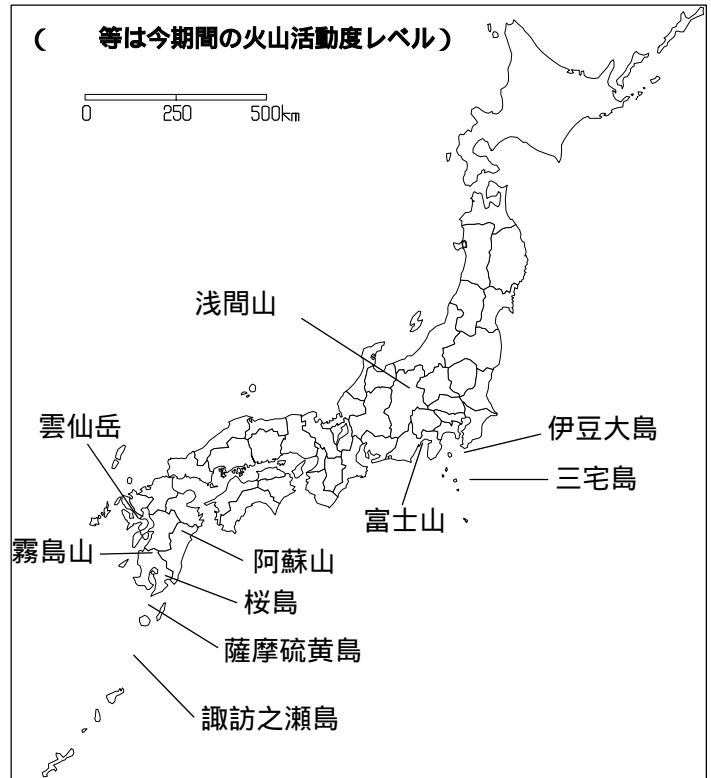 ( 等は今期間の火山活動度レベル)
0 250 500km
浅間山
雲仙岳
伊豆大島
三宅島
富士山
霧島山
阿蘇山
桜島
薩摩硫黄島
諏訪之瀬島